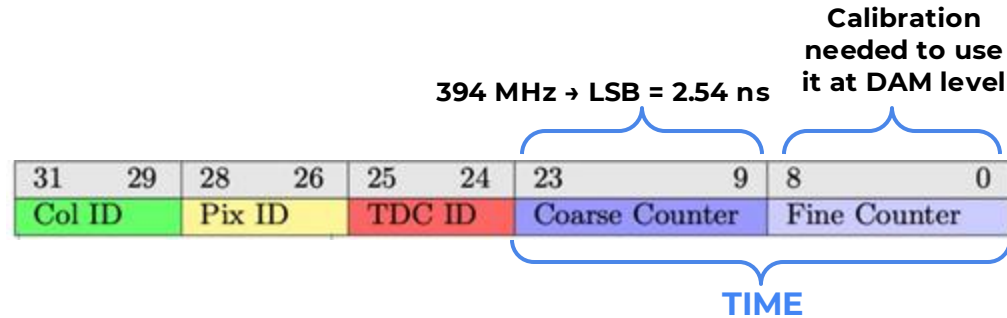 Calibration
needed to use
it at DAM level
394 MHz → LSB = 2.54 ns
31 29 28 26 25 24 23 9 8 0
Col ID Pix ID TDC ID Coarse Counter Fine Counter
TIME